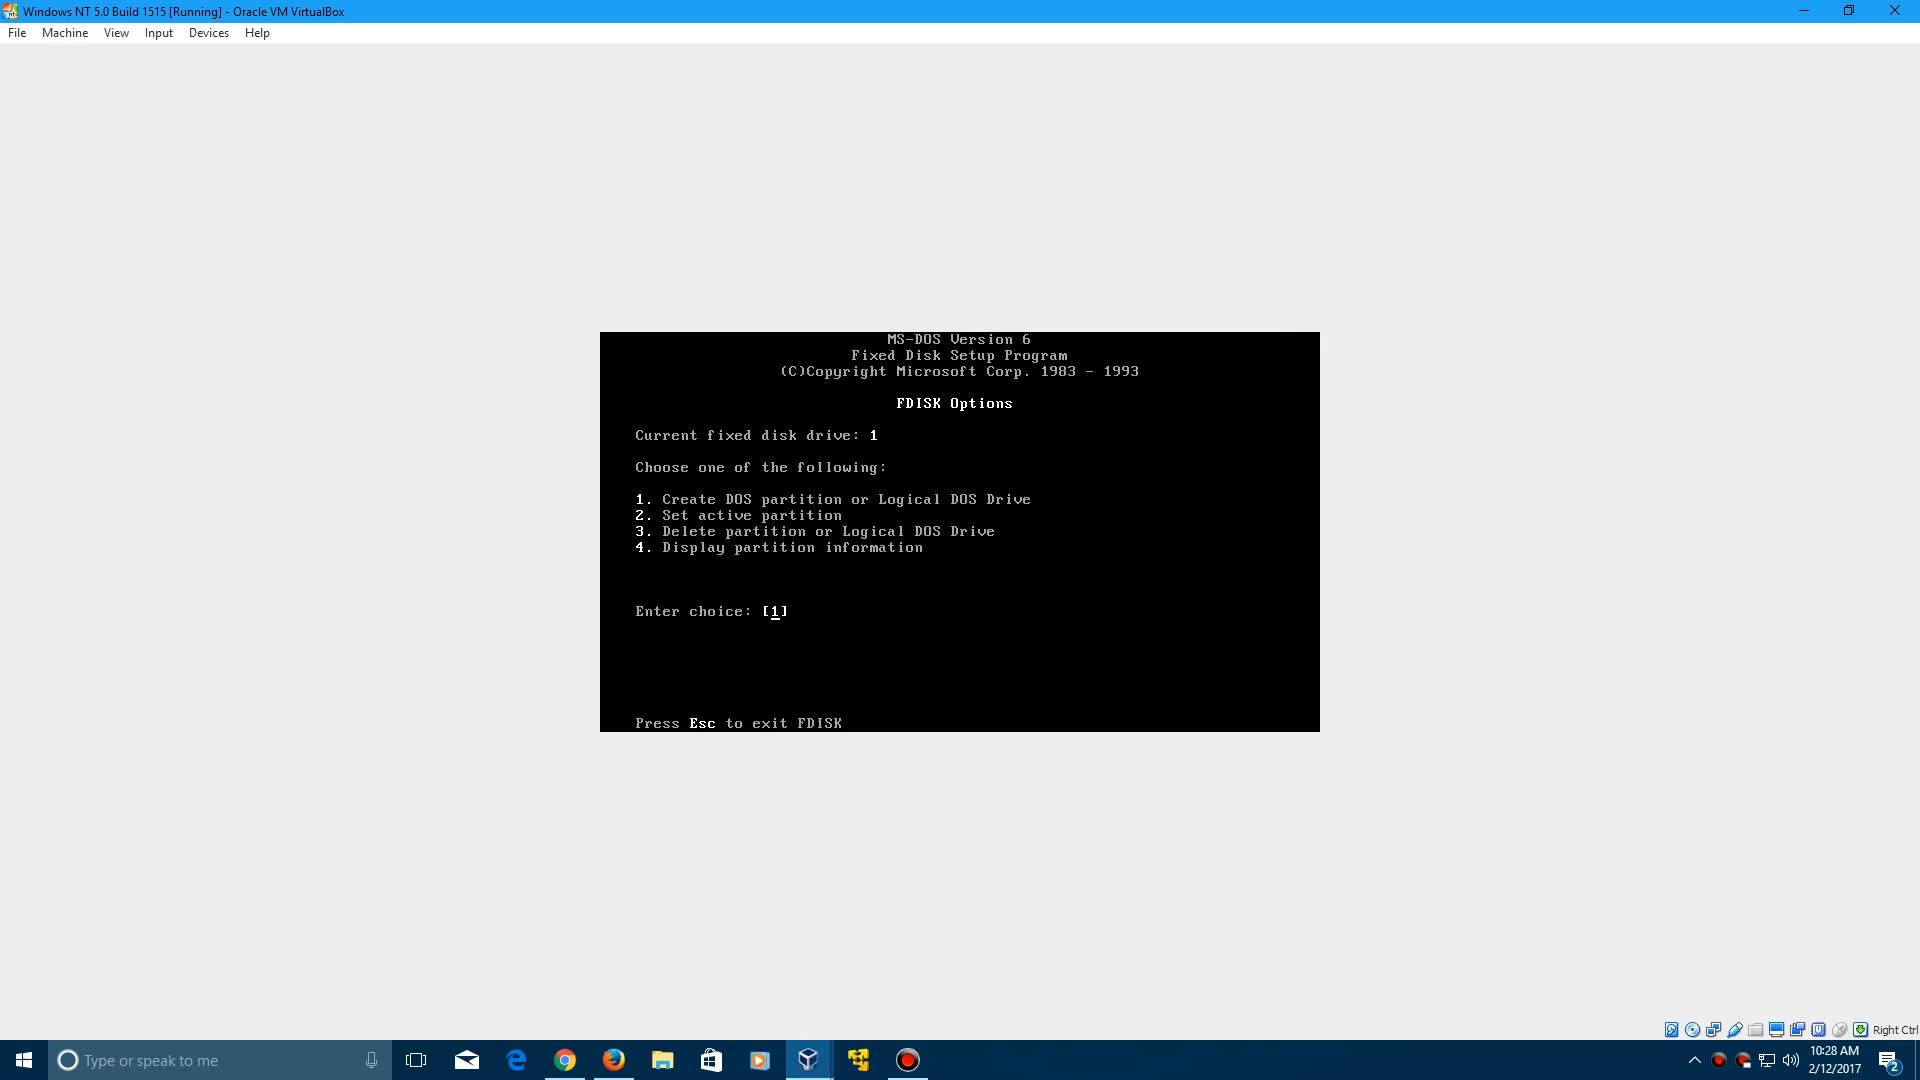 Windows NT 5.0 Build 1515 [Running] - Oracle VM VirtualBox
File Machine View Input Devices Help
MS-DOS Version 6
Fixed Disk Setup Program
(C)Copyright Microsoft Corp. 1983 - 1993
FDISK Options
Current fixed disk drive: 1
Choose one of the following:
1. Create DOS partition or Logical DOS Drive
2. Set active partition
3. Delete partition or Logical DOS Drive
4. Display partition information
Enter choice: [1]
Press Esc to exit FDISK
Right Ctrl
Type or speak to me
10:28 AM
2/12/2017
2